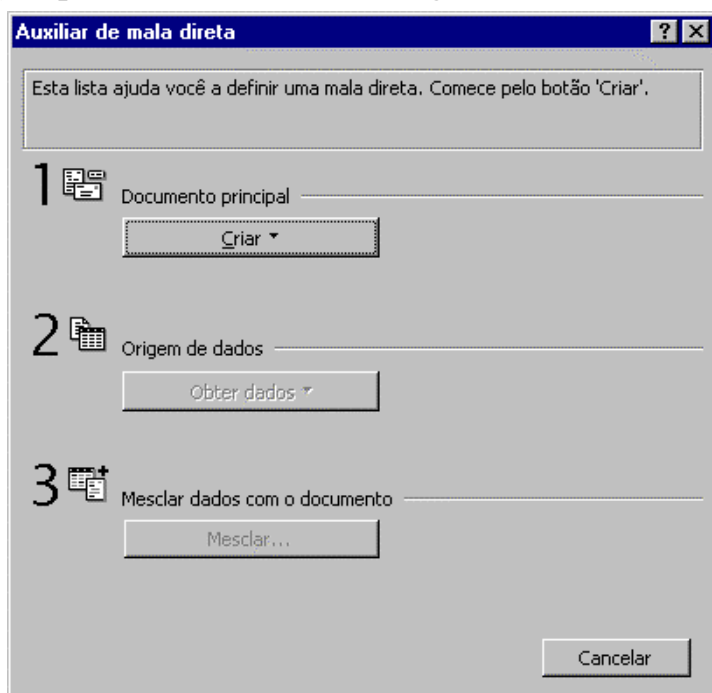 Auxiliar de mala direta
Esta lista ajuda você a definir uma mala direta. Comece pelo botão 'Criar'.
1
Documento principal
Criar
2
Origem de dados
Obter dados
3
Mesclar dados com o documento
Mesclar...
Cancelar